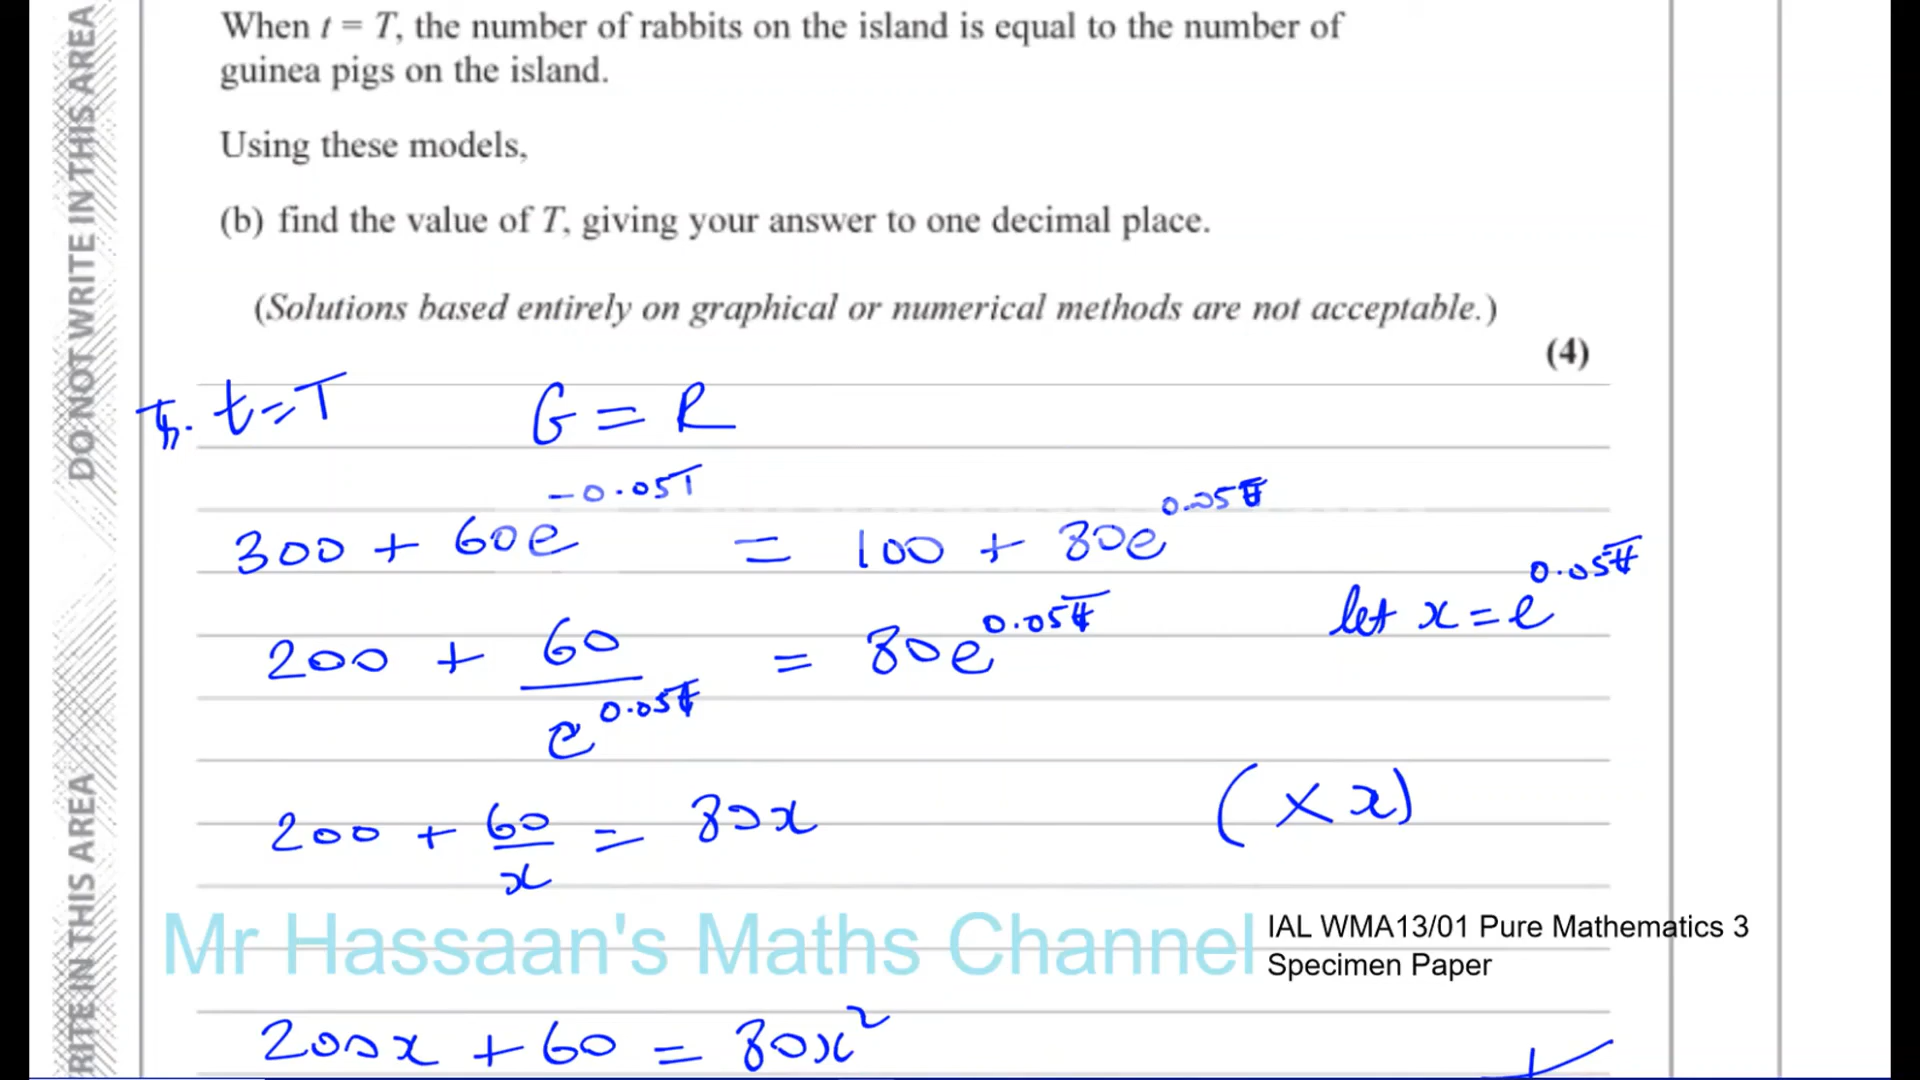 DO NOT WRITE IN THIS AREA
RITE IN THIS AREA
When t = T, the number of rabbits on the island is equal to the number of
guinea pigs on the island.
Using these models,
(b) find the value of T, giving your answer to one decimal place.
(Solutions based entirely on graphical or numerical methods are not acceptable.)
(4)
t=T G = R
300 + 60e^-0.05T = 100 + 80e^0.05T
let x = e^0.05T
200 + 60/e^0.05T = 80e^0.05T
200 + 60/x = 80x (× x)
Mr Hassaan's Maths Channel
IAL WMA13/01 Pure Mathematics 3
Specimen Paper
200x + 60 = 80x²